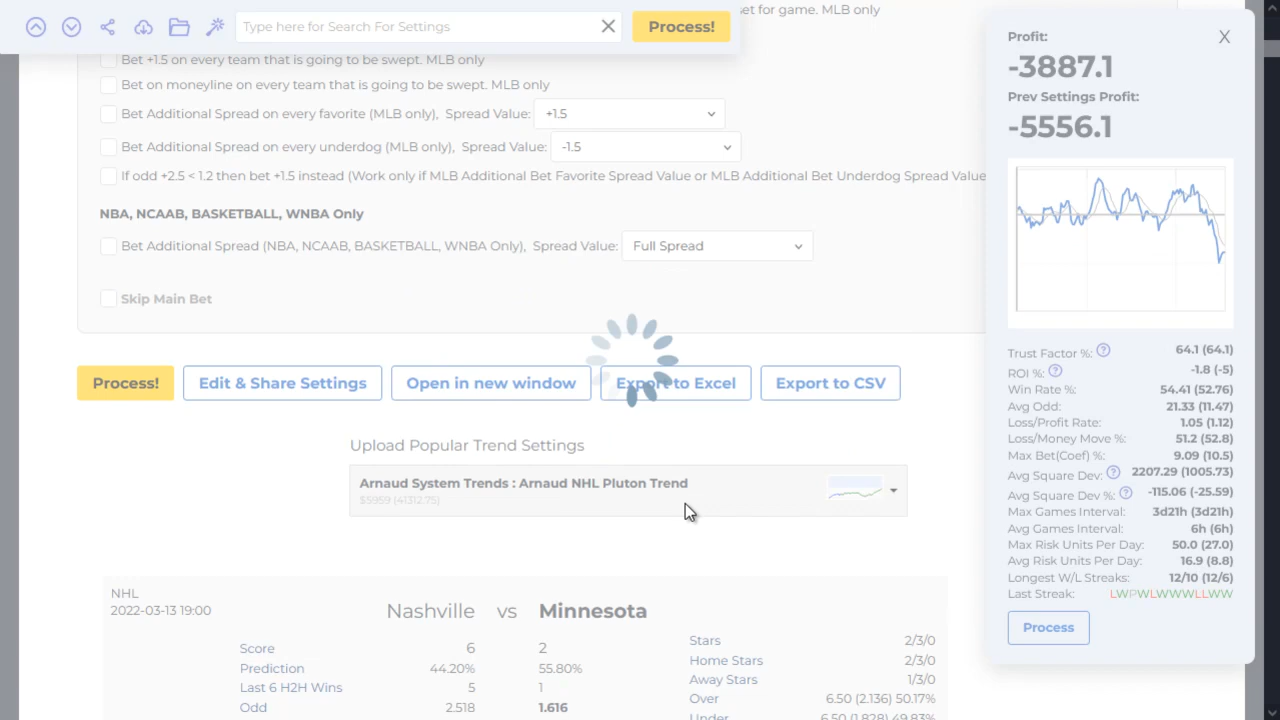 Type here for Search For Settings
Process!
set for game. MLB only
Bet +1.5 on every team that is going to be swept. MLB only
Bet on moneyline on every team that is going to be swept. MLB only
Bet Additional Spread on every favorite (MLB only), Spread Value: +1.5
Bet Additional Spread on every underdog (MLB only), Spread Value: -1.5
If odd +2.5 < 1.2 then bet +1.5 instead (Work only if MLB Additional Bet Favorite Spread Value or MLB Additional Bet Underdog Spread Value
NBA, NCAAB, BASKETBALL, WNBA Only
Bet Additional Spread (NBA, NCAAB, BASKETBALL, WNBA Only), Spread Value: Full Spread
Skip Main Bet
Process! Edit & Share Settings Open in new window Export to Excel Export to CSV
Upload Popular Trend Settings
Arnaud System Trends : Arnaud NHL Pluton Trend
$5959 (41312.75)
NHL
2022-03-13 19:00
Nashville vs Minnesota
Score 6 2
Prediction 44.20% 55.80%
Last 6 H2H Wins 5 1
Odd 2.518 1.616
Stars 2/3/0
Home Stars 2/3/0
Away Stars 1/3/0
Over 6.50 (2.136) 50.17%
Under 6.50 (1.828) 49.83%
X
Profit:
-3887.1
Prev Settings Profit:
-5556.1
Trust Factor %: ? 64.1 (64.1)
ROI %: ? -1.8 (-5)
Win Rate %: 54.41 (52.76)
Avg Odd: 21.33 (11.47)
Loss/Profit Rate: 1.05 (1.12)
Loss/Money Move %: 51.2 (52.8)
Max Bet(Coef) %: 9.09 (10.5)
Avg Square Dev: ? 2207.29 (1005.73)
Avg Square Dev %: ? -115.06 (-25.59)
Max Games Interval: 3d21h (3d21h)
Avg Games Interval: 6h (6h)
Max Risk Units Per Day: 50.0 (27.0)
Avg Risk Units Per Day: 16.9 (8.8)
Longest W/L Streaks: 12/10 (12/6)
Last Streak: LWPWLWWWLLWW
Process